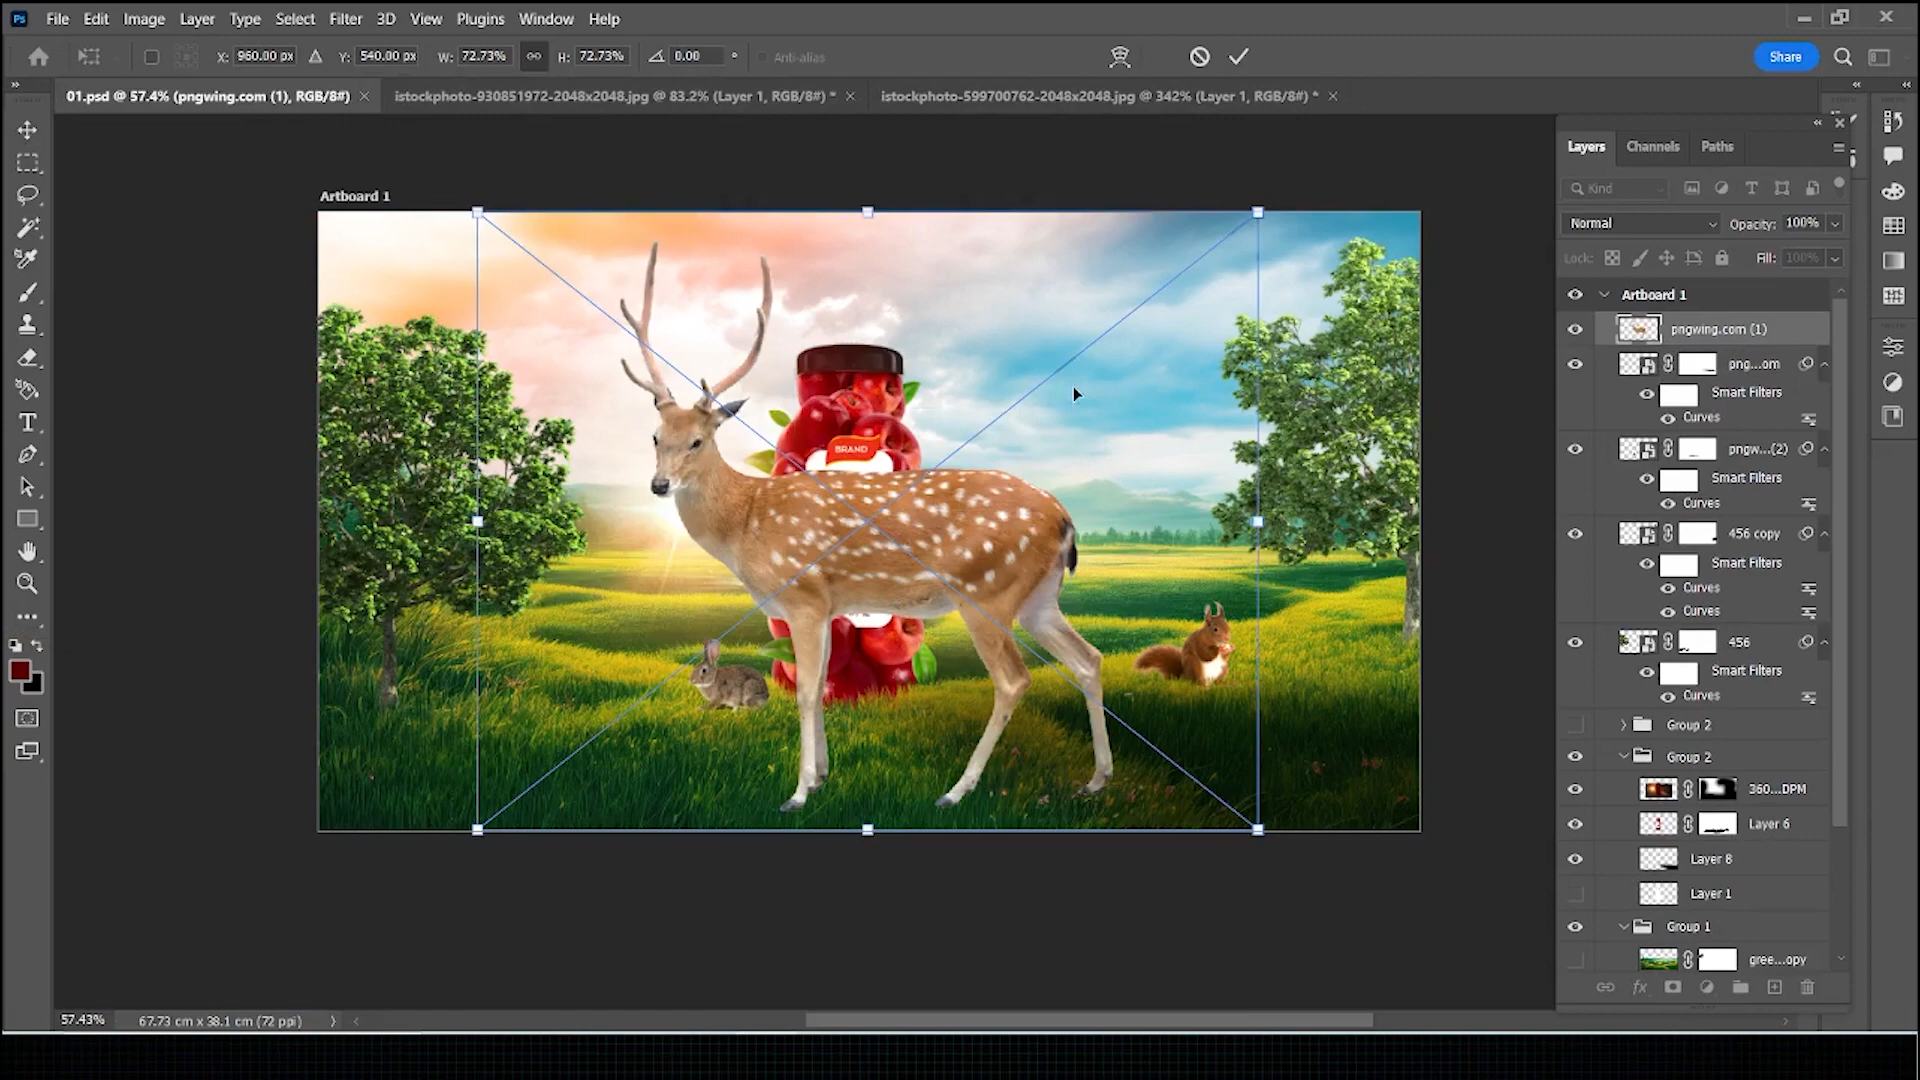 Ps File Edit Image Layer Type Select Filter 3D View Plugins Window Help
X: 960.00 px Y: 540.00 px W: 72.73% H: 72.73% 0.00 ° Anti-alias Share
01.psd @ 57.4% (pngwing.com (1), RGB/8#) istockphoto-930851972-2048x2048.jpg @ 83.2% (Layer 1, RGB/8#) * istockphoto-599700762-2048x2048.jpg @ 342% (Layer 1, RGB/8#) *
Layers Channels Paths
Kind
Normal Opacity: 100%
Lock: Fill: 100%
Artboard 1
BRAND
Artboard 1
pngwing.com (1)
png...om
Smart Filters
Curves
pngw...(2)
Smart Filters
Curves
456 copy
Smart Filters
Curves
Curves
456
Smart Filters
Curves
Group 2
Group 2
360...DPM
Layer 6
Layer 8
Layer 1
Group 1
gree...opy
fx
57.43% 67.73 cm x 38.1 cm (72 ppi)